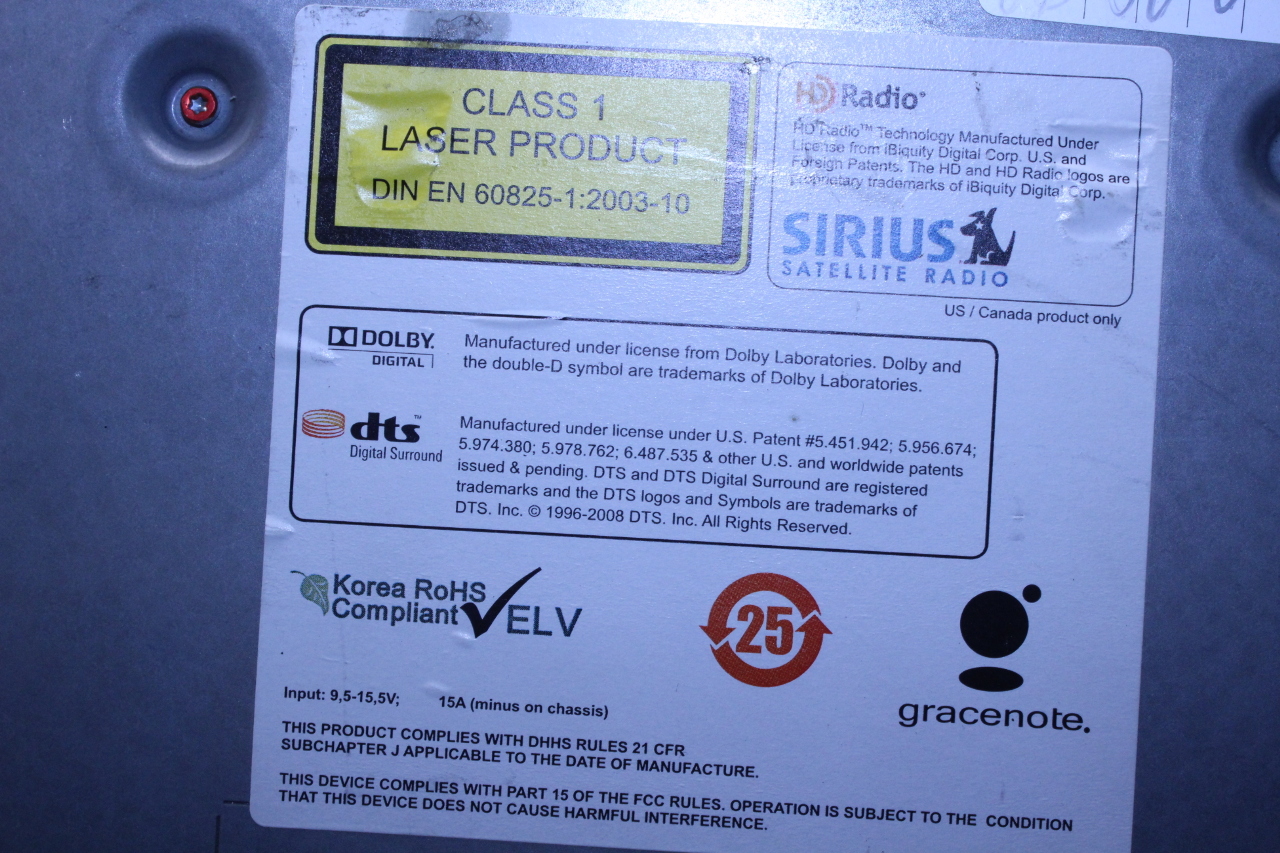 CLASS 1
LASER PRODUCT
DIN EN 60825-1:2003-10
HD Radio
HD Radio™ Technology Manufactured Under
License from iBiquity Digital Corp. U.S. and
Foreign Patents. The HD and HD Radio logos are
Proprietary trademarks of iBiquity Digital Corp.
SIRIUS
SATELLITE RADIO
US / Canada product only
DOLBY.
DIGITAL
Manufactured under license from Dolby Laboratories. Dolby and
the double-D symbol are trademarks of Dolby Laboratories.
dts™
Digital Surround
Manufactured under license under U.S. Patent #5.451.942; 5.956.674;
5.974.380; 5.978.762; 6.487.535 & other U.S. and worldwide patents
issued & pending. DTS and DTS Digital Surround are registered
trademarks and the DTS logos and Symbols are trademarks of
DTS. Inc. © 1996-2008 DTS. Inc. All Rights Reserved.
Korea RoHS
Compliant
ELV
25
gracenote.
Input: 9,5-15,5V; 15A (minus on chassis)
THIS PRODUCT COMPLIES WITH DHHS RULES 21 CFR
SUBCHAPTER J APPLICABLE TO THE DATE OF MANUFACTURE.
THIS DEVICE COMPLIES WITH PART 15 OF THE FCC RULES. OPERATION IS SUBJECT TO THE CONDITION
THAT THIS DEVICE DOES NOT CAUSE HARMFUL INTERFERENCE.